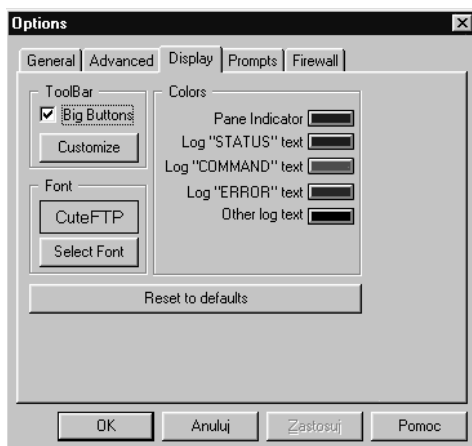 Options
General Advanced Display Prompts Firewall
ToolBar
Big Buttons
Customize
Font
CuteFTP
Select Font
Colors
Pane Indicator
Log "STATUS" text
Log "COMMAND" text
Log "ERROR" text
Other log text
Reset to defaults
OK Anuluj Zastosuj Pomoc